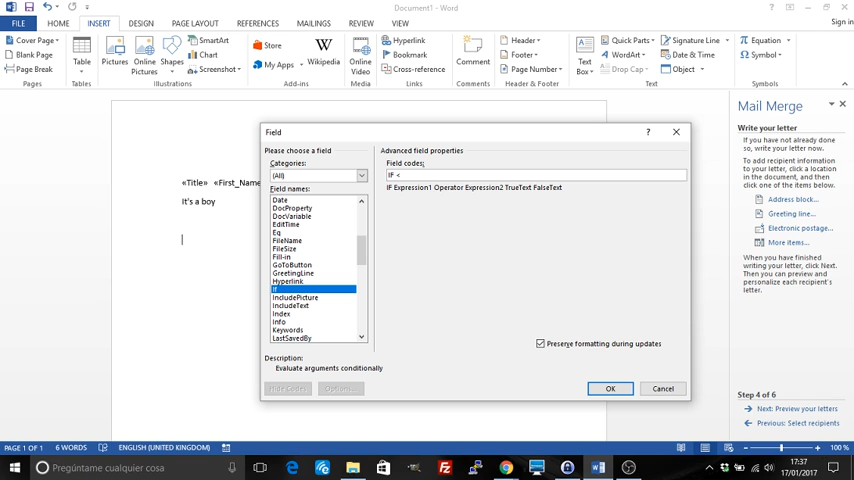 Document1 - Word
Sign in
FILE HOME INSERT DESIGN PAGE LAYOUT REFERENCES MAILINGS REVIEW VIEW
Cover Page
Blank Page
Page Break
Pages
Table
Tables
Pictures
Online Pictures
Shapes
SmartArt
Chart
Screenshot
Illustrations
Store
My Apps
Wikipedia
Add-ins
Online Video
Media
Hyperlink
Bookmark
Cross-reference
Links
Comment
Comments
Header
Footer
Page Number
Header & Footer
Text Box
Quick Parts
WordArt
Drop Cap
Signature Line
Date & Time
Object
Text
Equation
Symbol
Symbols
«Title» «First_Name
It's a boy
Field
Please choose a field
Categories:
(All)
Field names:
Date
DocProperty
DocVariable
EditTime
Eq
FileName
FileSize
Fill-in
GoToButton
GreetingLine
Hyperlink
If
IncludePicture
IncludeText
Index
Info
Keywords
LastSavedBy
Advanced field properties
Field codes:
IF <
IF Expression1 Operator Expression2 TrueText FalseText
Preserve formatting during updates
Description:
Evaluate arguments conditionally
Hide Codes
Options...
OK
Cancel
Mail Merge
Write your letter
If you have not already done
so, write your letter now.
To add recipient information
to your letter, click a
location in the document, and
then click one of the items below.
Address block...
Greeting line...
Electronic postage...
More items...
When you have finished
writing your letter, click Next.
Then you can preview and
personalize each recipient's
letter.
Step 4 of 6
Next: Preview your letters
Previous: Select recipients
PAGE 1 OF 1 6 WORDS ENGLISH (UNITED KINGDOM) 100 %
Pregúntame cualquier cosa
17:37
17/01/2017